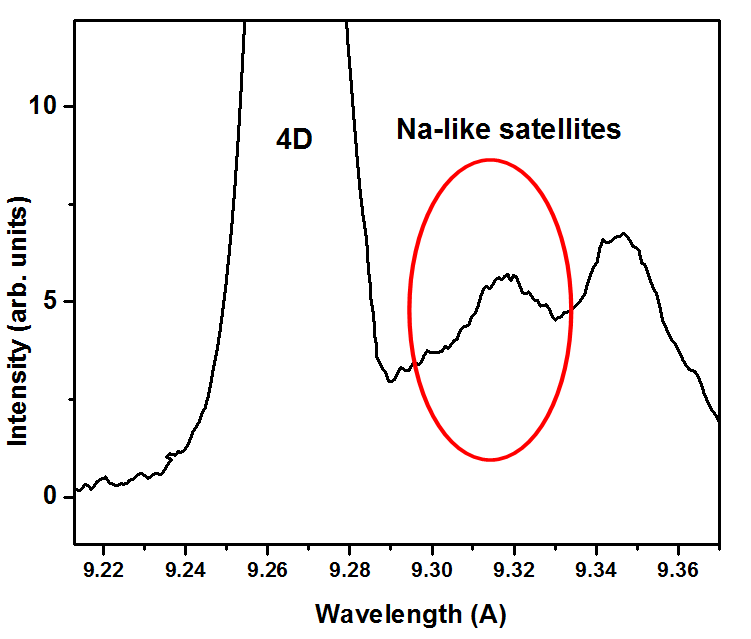 Na-like satellites
4D
10
5
0
Intensity (arb. units)
9.22 9.24 9.26 9.28 9.30 9.32 9.34 9.36
Wavelength (A)